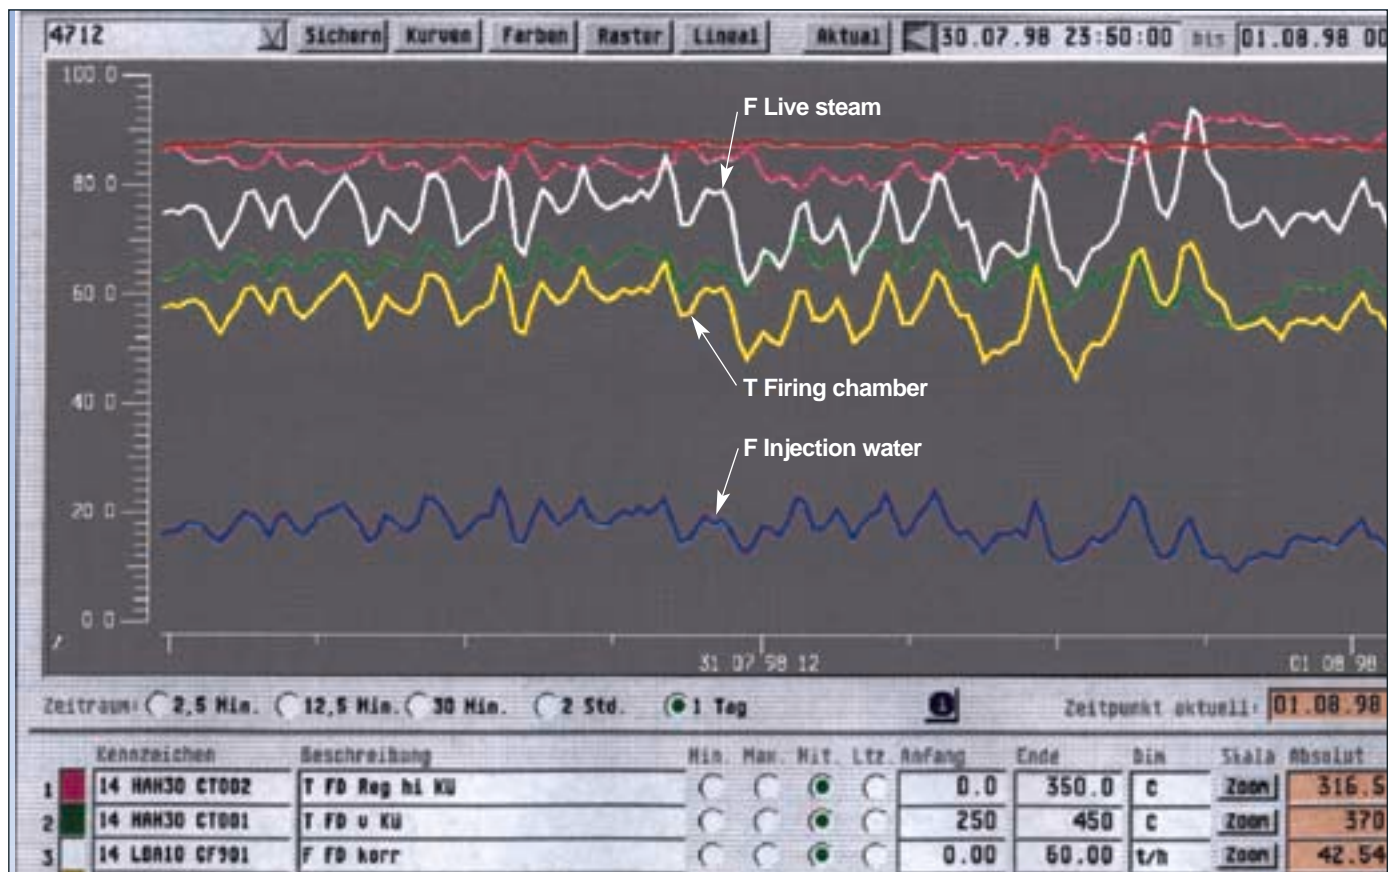 4712 Sichern Kurven Farben Raster Lineal Aktual 30.07.98 23:50:00 bis 01.08.98 00
100.0
80.0
60.0
40.0
20.0
0.0
F Live steam
T Firing chamber
F Injection water
31 07 98 12
01 08 98
Zeitraum: 2,5 Min. 12,5 Min. 30 Min. 2 Std. 1 Tag Zeitpunkt aktuell: 01.08.98
Kennzeichen Beschreibung Min. Max. Mit. Ltz. Anfang Ende Dim Skala Absolut
1 14 HAH30 CT002 T FD Reg hi KÜ 0.0 350.0 C Zoom 316.5
2 14 HAH30 CT001 T FD v KÜ 250 450 C Zoom 370
3 14 LBA10 CF901 F FD korr 0.00 60.00 t/h Zoom 42.54